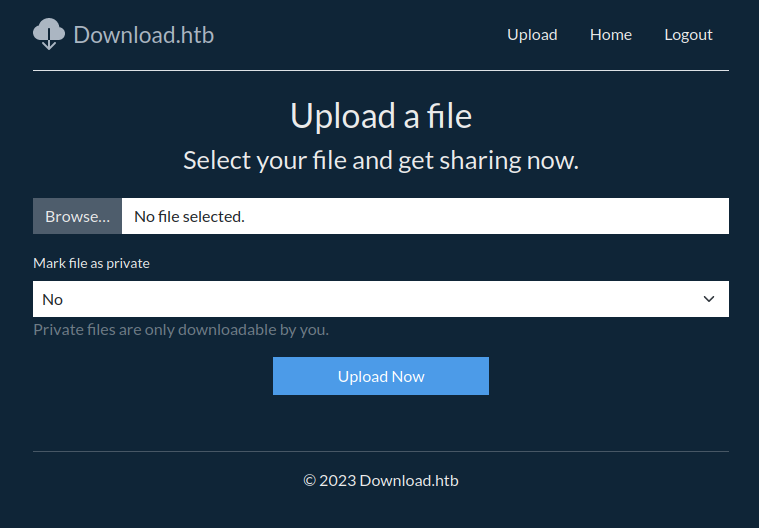 Download.htb
Upload Home Logout
Upload a file
Select your file and get sharing now.
Browse... No file selected.
Mark file as private
No
Private files are only downloadable by you.
Upload Now
© 2023 Download.htb